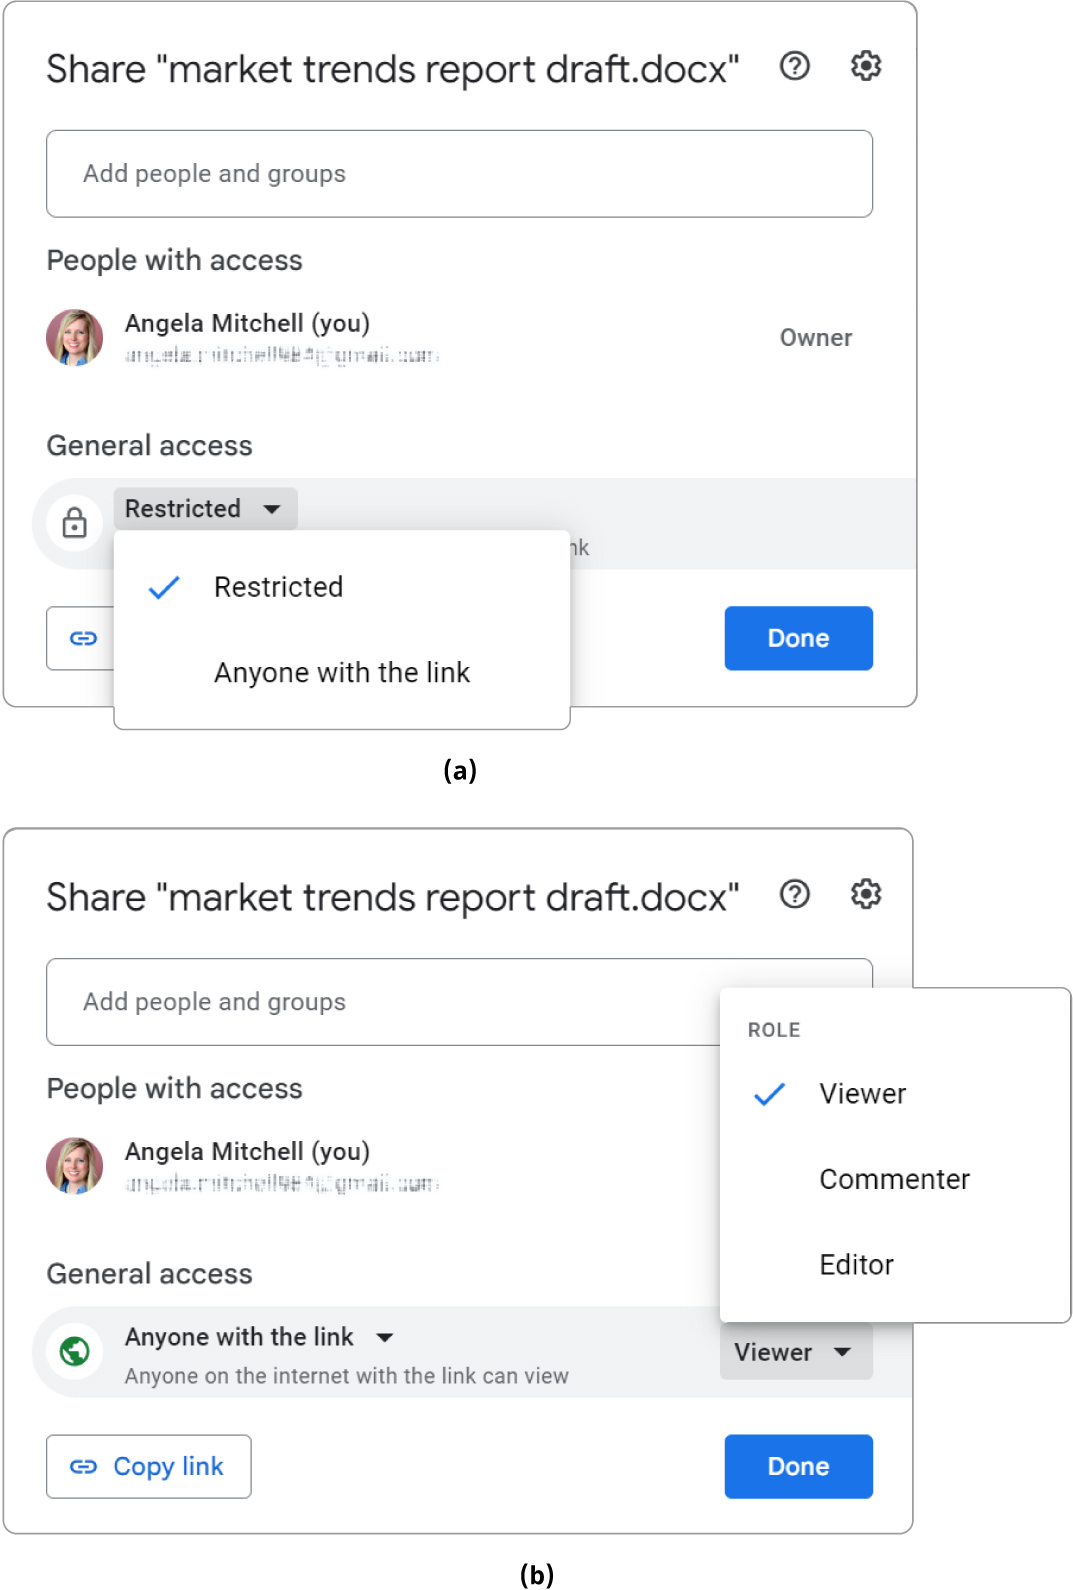 Share "market trends report draft.docx"
Add people and groups
People with access
Angela Mitchell (you)
Owner
General access
Restricted
nk
Restricted
Anyone with the link
Done
(a)
Share "market trends report draft.docx"
Add people and groups
ROLE
People with access
Viewer
Angela Mitchell (you)
Commenter
Editor
General access
Anyone with the link
Viewer
Anyone on the internet with the link can view
Copy link
Done
(b)